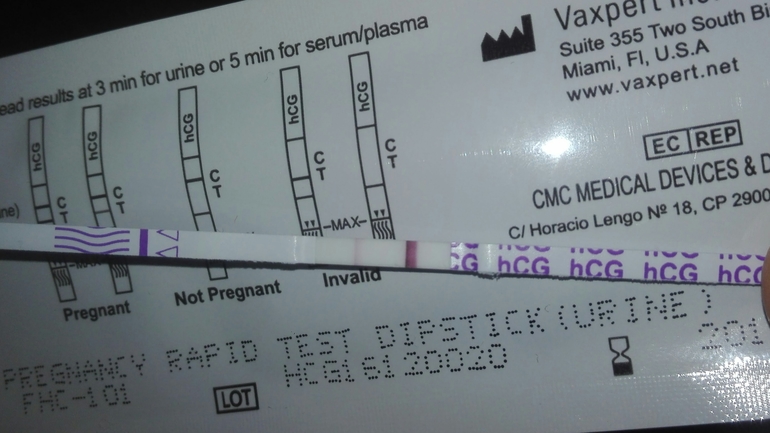 ead results at 3 min for urine or 5 min for serum/plasma
Vaxpert
Suite 355 Two South Bi
Miami, Fl, U.S.A
www.vaxpert.net
EC REP
CMC MEDICAL DEVICES & D
C/ Horacio Lengo Nº 18, CP 2900
hCG
hCG
hCG
hCG
hCG
C
T
C
T
C
T
C
T
C
T
ne)
MAX
hCG hCG hCG hCG
Pregnant
Not Pregnant
Invalid
PREGNANCY RAPID TEST DIPSTICK (URINE)
FHC-101
LOT
HCG16120020
201